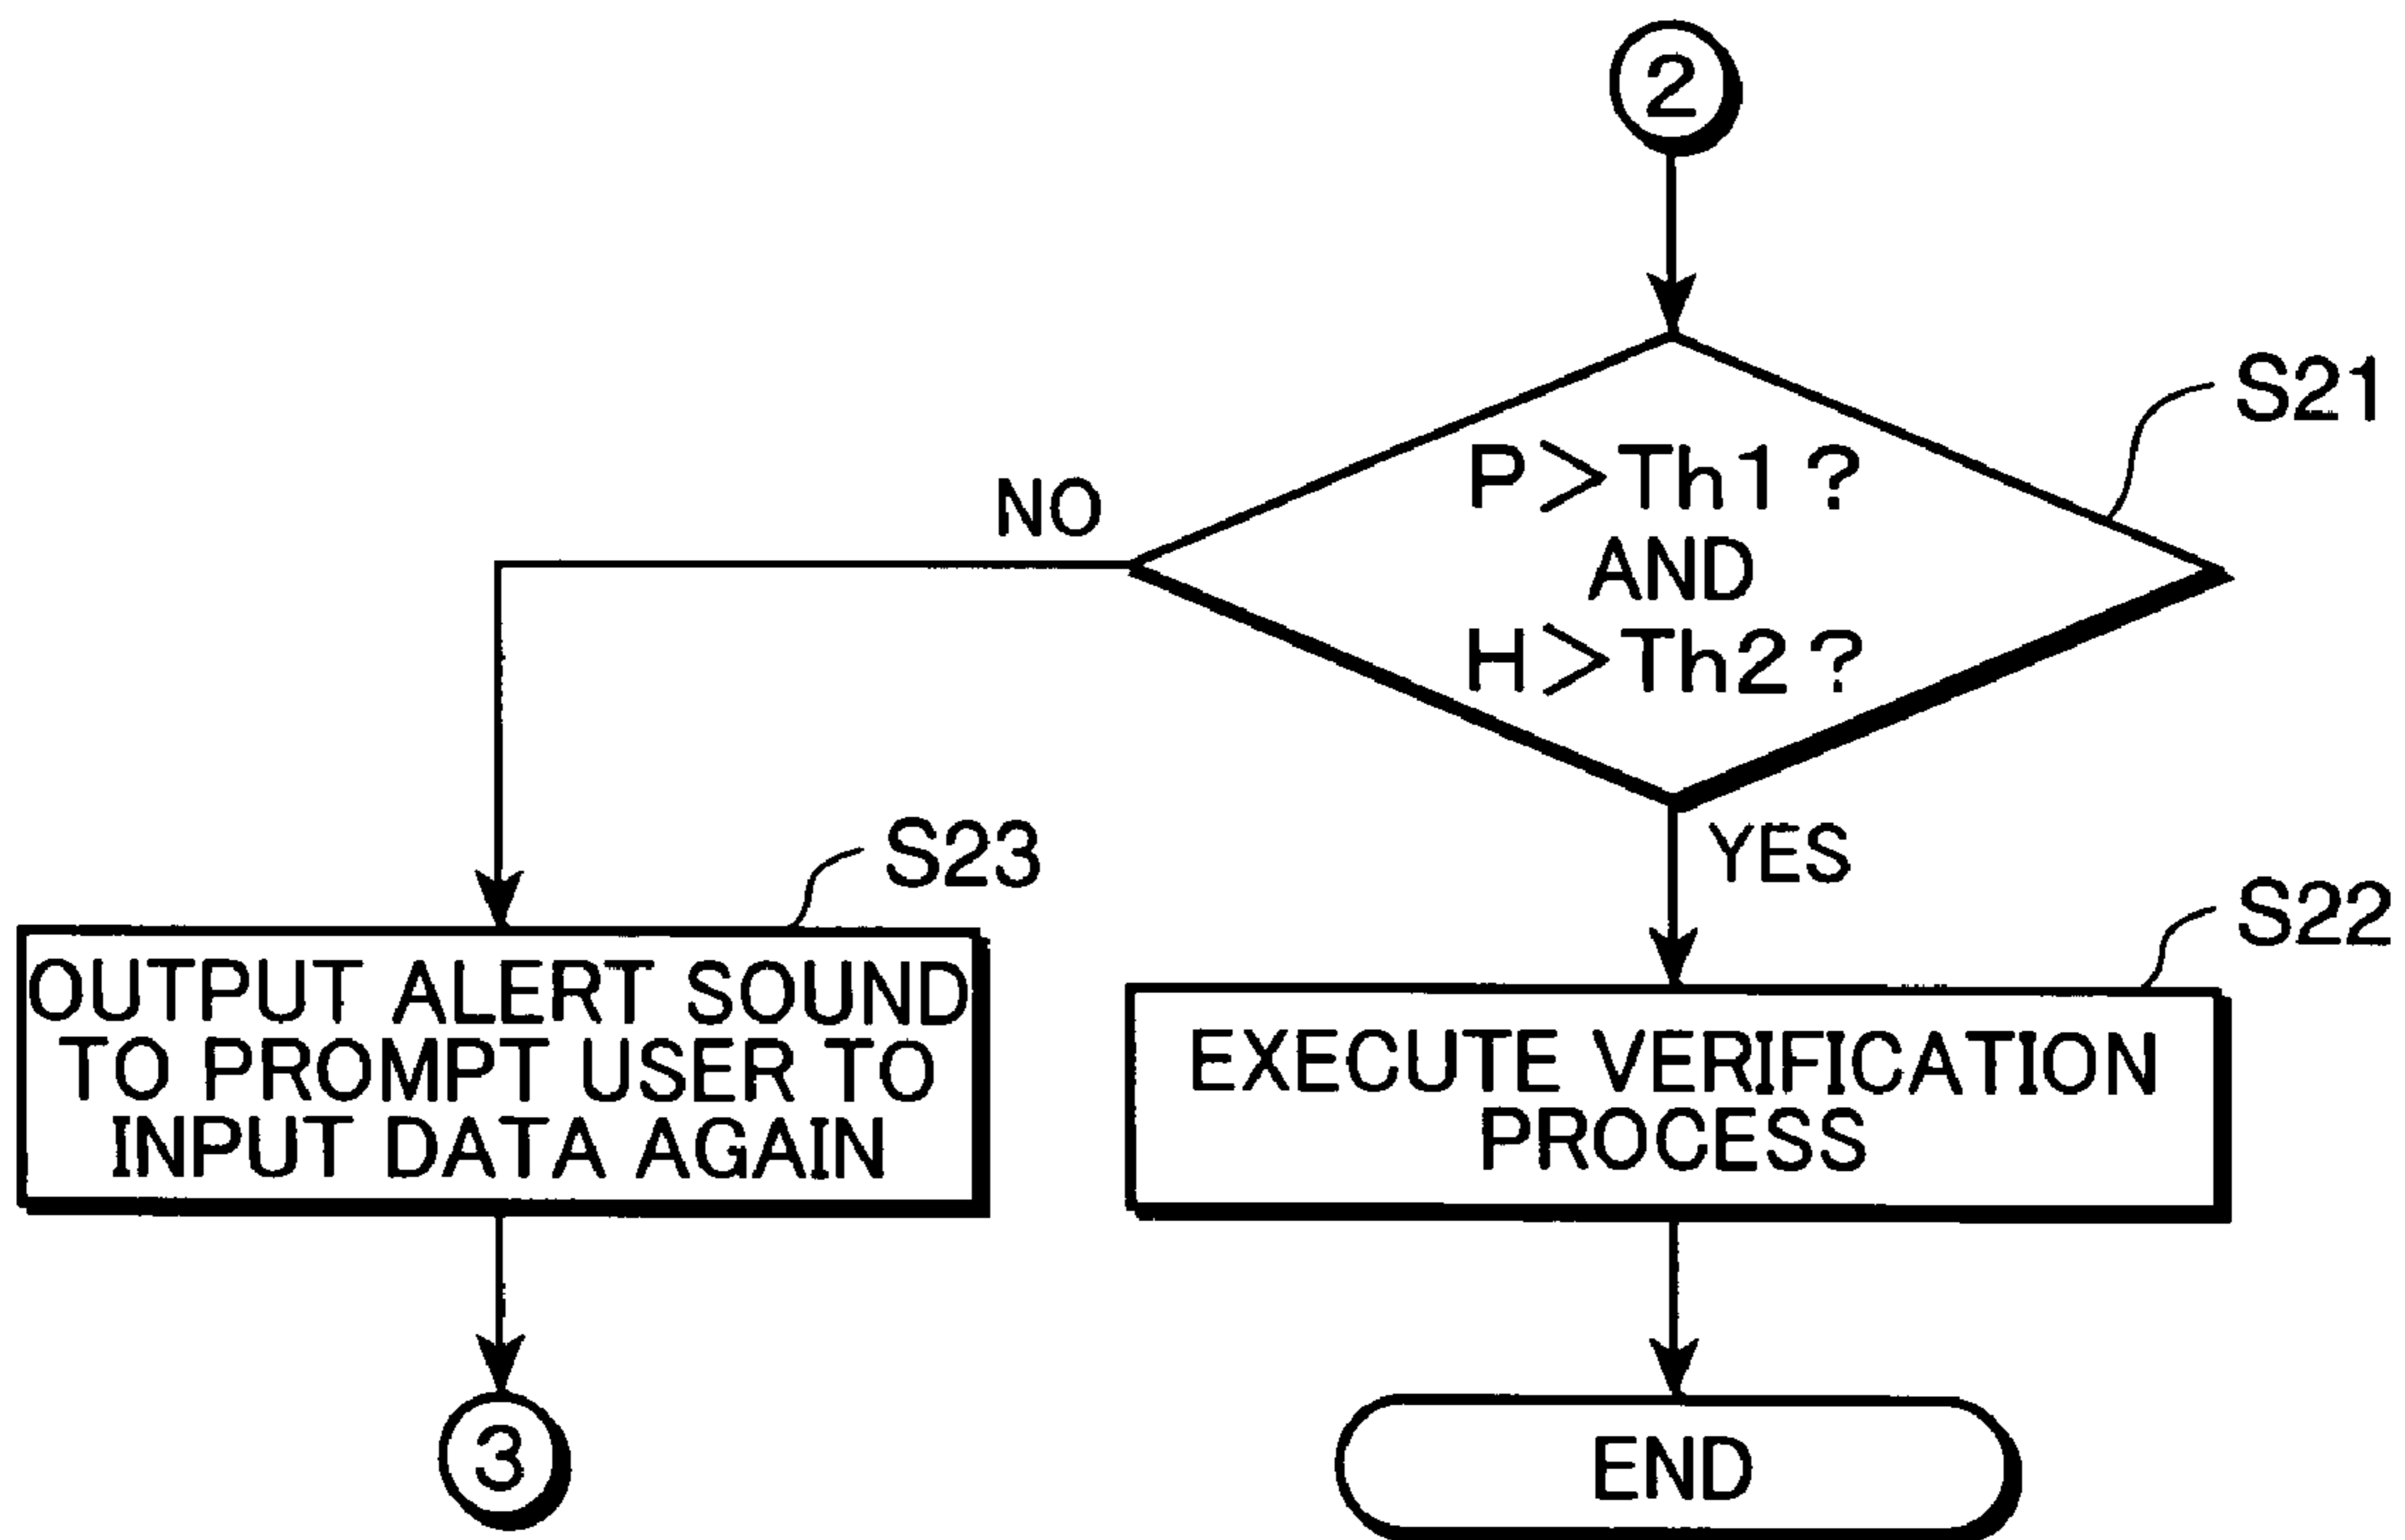 2
S21
P>Th1?
AND
H>Th2?
NO
YES
S23
OUTPUT ALERT SOUND
TO PROMPT USER TO
INPUT DATA AGAIN
S22
EXECUTE VERIFICATION
PROCESS
3
END